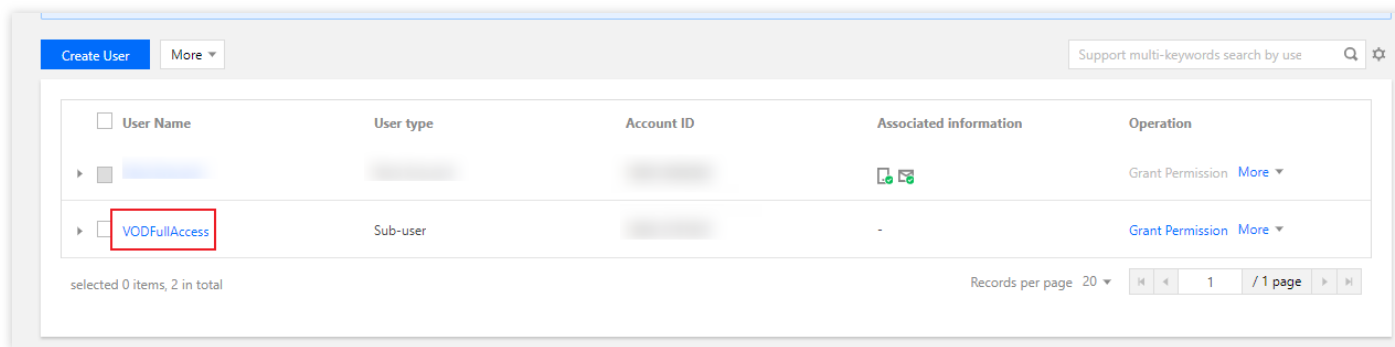 Create User More Support multi-keywords search by use
User Name User type Account ID Associated information Operation
Grant Permission More
VODFullAccess Sub-user - Grant Permission More
selected 0 items, 2 in total Records per page 20 1 / 1 page